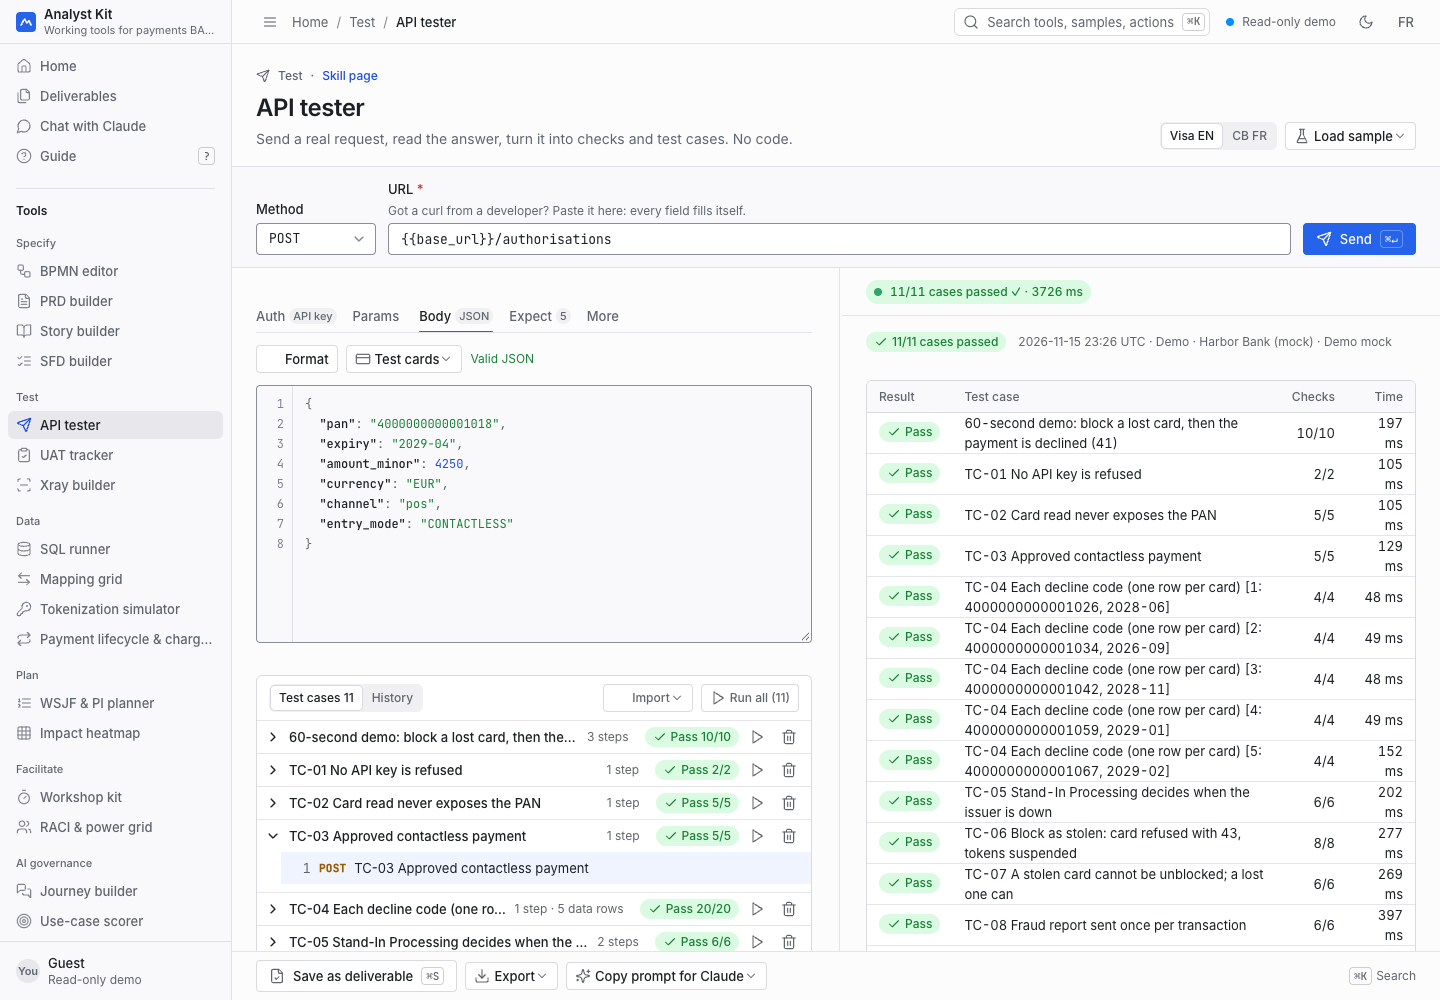 Analyst Kit
Working tools for payments BA...
Home
Deliverables
Chat with Claude
Guide ?
Tools
Specify
BPMN editor
PRD builder
Story builder
SFD builder
Test
API tester
UAT tracker
Xray builder
Data
SQL runner
Mapping grid
Tokenization simulator
Payment lifecycle & charg...
Plan
WSJF & PI planner
Impact heatmap
Facilitate
Workshop kit
RACI & power grid
AI governance
Journey builder
Use-case scorer
You
Guest
Read-only demo
Home / Test / API tester
Search tools, samples, actions ⌘K
Read-only demo
FR
Test · Skill page
API tester
Send a real request, read the answer, turn it into checks and test cases. No code.
Visa EN CB FR
Load sample
Method
POST
URL *
Got a curl from a developer? Paste it here: every field fills itself.
{{base_url}}/authorisations
Send ⌘↵
Auth API key Params Body JSON Expect 5 More
Format Test cards Valid JSON
1 {
2 "pan": "4000000000001018",
3 "expiry": "2029-04",
4 "amount_minor": 4250,
5 "currency": "EUR",
6 "channel": "pos",
7 "entry_mode": "CONTACTLESS"
8 }
Test cases 11 History Import Run all (11)
60-second demo: block a lost card, then the... 3 steps Pass 10/10
TC-01 No API key is refused 1 step Pass 2/2
TC-02 Card read never exposes the PAN 1 step Pass 5/5
TC-03 Approved contactless payment 1 step Pass 5/5
1 POST TC-03 Approved contactless payment
TC-04 Each decline code (one ro... 1 step · 5 data rows Pass 20/20
TC-05 Stand-In Processing decides when the ... 2 steps Pass 6/6
11/11 cases passed ✓ · 3726 ms
11/11 cases passed 2026-11-15 23:26 UTC · Demo · Harbor Bank (mock) · Demo mock
Result Test case Checks Time
Pass 60-second demo: block a lost card, then the payment is declined (41) 10/10 197 ms
Pass TC-01 No API key is refused 2/2 105 ms
Pass TC-02 Card read never exposes the PAN 5/5 105 ms
Pass TC-03 Approved contactless payment 5/5 129 ms
Pass TC-04 Each decline code (one row per card) [1: 4000000000001026, 2028-06] 4/4 48 ms
Pass TC-04 Each decline code (one row per card) [2: 4000000000001034, 2026-09] 4/4 49 ms
Pass TC-04 Each decline code (one row per card) [3: 4000000000001042, 2028-11] 4/4 48 ms
Pass TC-04 Each decline code (one row per card) [4: 4000000000001059, 2029-01] 4/4 49 ms
Pass TC-04 Each decline code (one row per card) [5: 4000000000001067, 2029-02] 4/4 152 ms
Pass TC-05 Stand-In Processing decides when the issuer is down 6/6 202 ms
Pass TC-06 Block as stolen: card refused with 43, tokens suspended 8/8 277 ms
Pass TC-07 A stolen card cannot be unblocked; a lost one can 6/6 269 ms
Pass TC-08 Fraud report sent once per transaction 6/6 397 ms
Save as deliverable ⌘S Export Copy prompt for Claude
⌘K Search